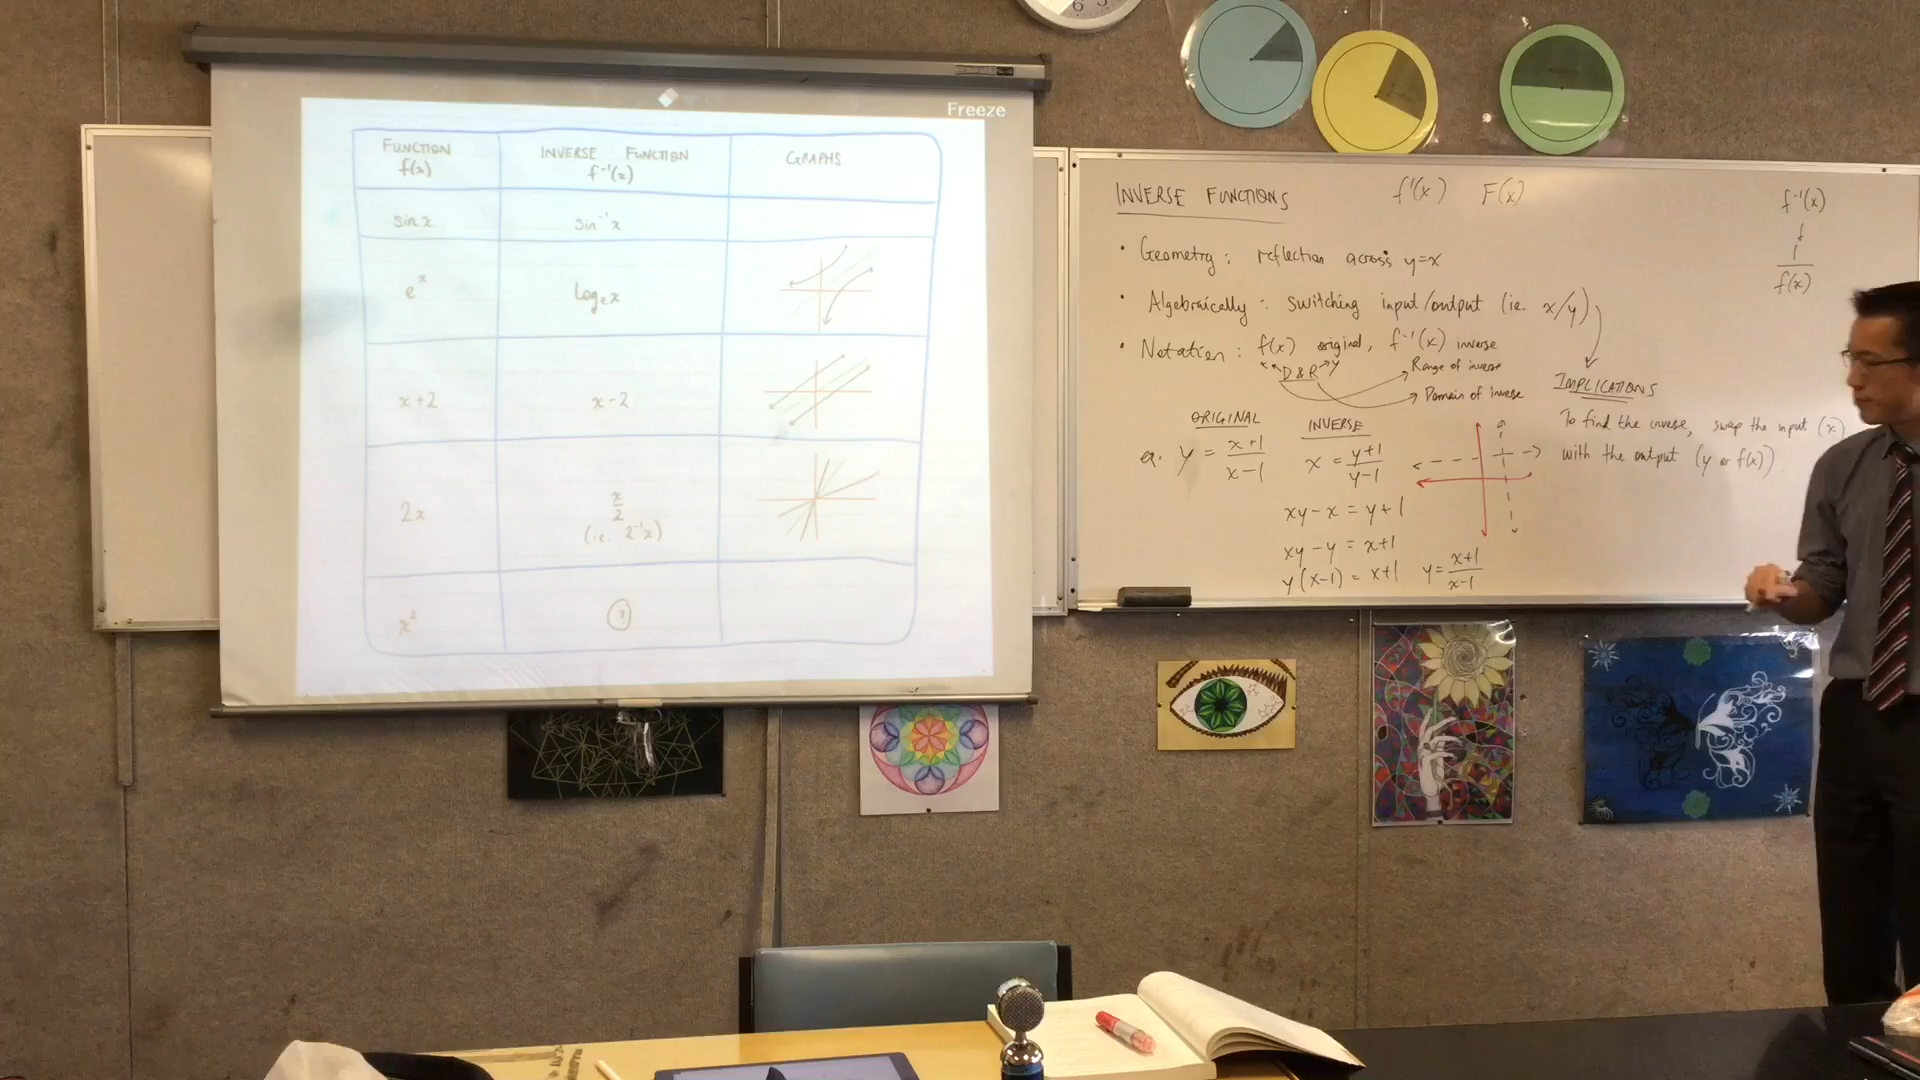 Freeze
FUNCTION INVERSE FUNCTION GRAPHS
f(x) f⁻¹(x)
sin x sin⁻¹ x
eˣ logₑx
x+2 x-2
2x x/2
(i.e. 2⁻¹x)
x² ?
INVERSE FUNCTIONS f'(x) F(x) f⁻¹(x)
1/f(x)
• Geometry: reflection across y=x
• Algebraically: switching input/output (i.e. x/y)
• Notation: f(x) original, f⁻¹(x) inverse
x D & R y Range of inverse
Domain of inverse
IMPLICATIONS
To find the inverse, swap the input (x)
with the output (y or f(x))
ORIGINAL INVERSE
eg. y = (x+1)/(x-1) x = (y+1)/(y-1)
xy - x = y + 1
xy - y = x+1
y(x-1) = x+1 y = (x+1)/(x-1)